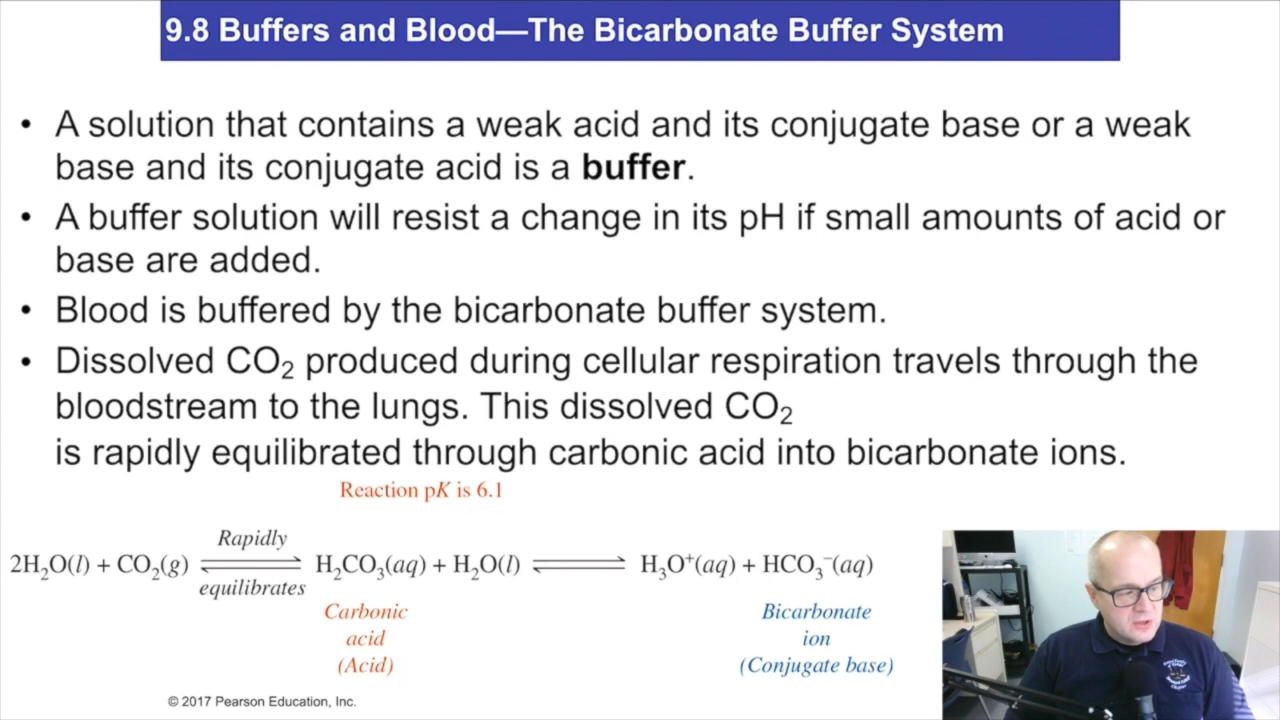 9.8 Buffers and Blood—The Bicarbonate Buffer System
• A solution that contains a weak acid and its conjugate base or a weak
base and its conjugate acid is a buffer.
• A buffer solution will resist a change in its pH if small amounts of acid or
base are added.
• Blood is buffered by the bicarbonate buffer system.
• Dissolved CO₂ produced during cellular respiration travels through the
bloodstream to the lungs. This dissolved CO₂
is rapidly equilibrated through carbonic acid into bicarbonate ions.
Reaction pK is 6.1
Rapidly
2H₂O(l) + CO₂(g) ⇌ H₂CO₃(aq) + H₂O(l) ⇌ H₃O⁺(aq) + HCO₃⁻(aq)
equilibrates
Carbonic
acid
(Acid)
Bicarbonate
ion
(Conjugate base)
© 2017 Pearson Education, Inc.